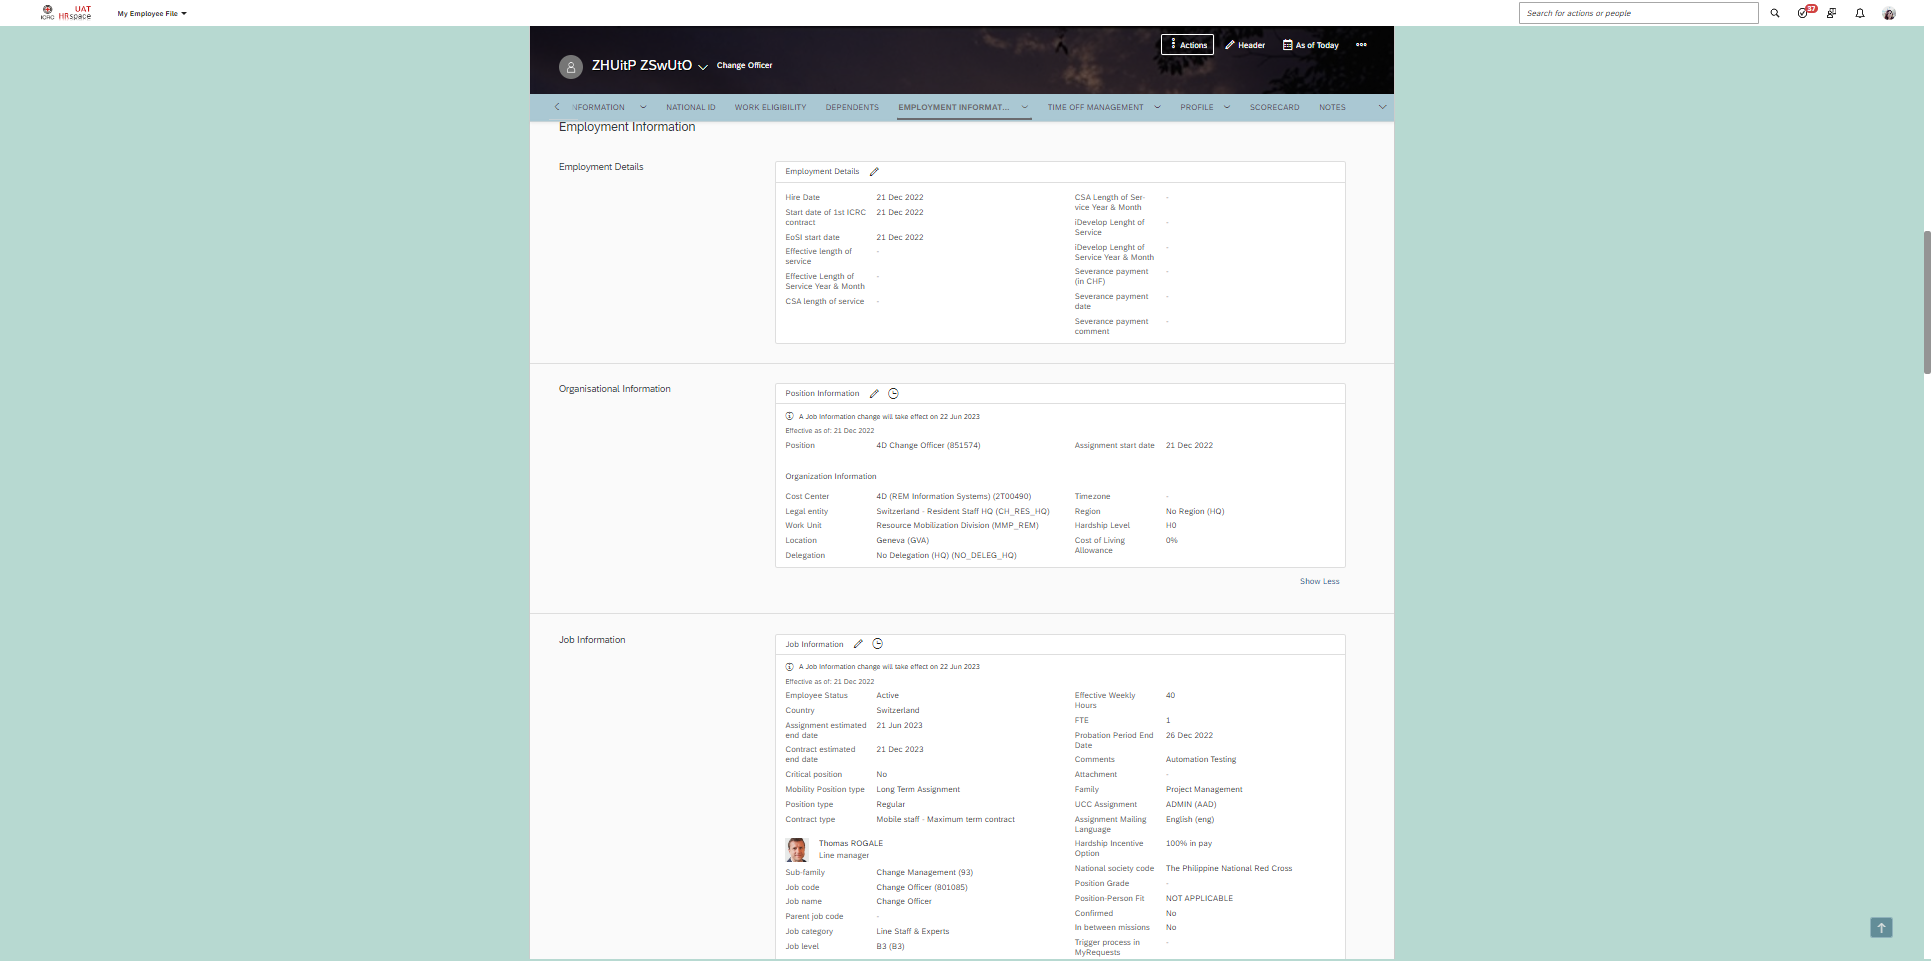 ICRC UAT HRspace
My Employee File
Search for actions or people
37
Actions
Header
As of Today
ZHUitP ZSwUtO
Change Officer
NFORMATION
NATIONAL ID
WORK ELIGIBILITY
DEPENDENTS
EMPLOYMENT INFORMAT...
TIME OFF MANAGEMENT
PROFILE
SCORECARD
NOTES
Employment Information
Employment Details
Employment Details
Hire Date 21 Dec 2022
Start date of 1st ICRC 21 Dec 2022
contract
EoSI start date 21 Dec 2022
Effective length of -
service
Effective Length of -
Service Year & Month
CSA length of service -
CSA Length of Ser- -
vice Year & Month
iDevelop Lenght of -
Service
iDevelop Lenght of -
Service Year & Month
Severance payment -
(in CHF)
Severance payment -
date
Severance payment -
comment
Organisational Information
Position Information
A Job Information change will take effect on 22 Jun 2023
Effective as of: 21 Dec 2022
Position 4D Change Officer (851574)
Assignment start date 21 Dec 2022
Organization Information
Cost Center 4D (REM Information Systems) (2T00490)
Legal entity Switzerland - Resident Staff HQ (CH_RES_HQ)
Work Unit Resource Mobilization Division (MMP_REM)
Location Geneva (GVA)
Delegation No Delegation (HQ) (NO_DELEG_HQ)
Timezone -
Region No Region (HQ)
Hardship Level H0
Cost of Living 0%
Allowance
Show Less
Job Information
Job Information
A Job Information change will take effect on 22 Jun 2023
Effective as of: 21 Dec 2022
Employee Status Active
Country Switzerland
Assignment estimated 21 Jun 2023
end date
Contract estimated 21 Dec 2023
end date
Critical position No
Mobility Position type Long Term Assignment
Position type Regular
Contract type Mobile staff - Maximum term contract
Thomas ROGALE
Line manager
Sub-family Change Management (93)
Job code Change Officer (801085)
Job name Change Officer
Parent job code -
Job category Line Staff & Experts
Job level B3 (B3)
Effective Weekly 40
Hours
FTE 1
Probation Period End 26 Dec 2022
Date
Comments Automation Testing
Attachment -
Family Project Management
UCC Assignment ADMIN (AAD)
Assignment Mailing English (eng)
Language
Hardship Incentive 100% in pay
Option
National society code The Philippine National Red Cross
Position Grade -
Position-Person Fit NOT APPLICABLE
Confirmed No
In between missions No
Trigger process in -
MyRequests